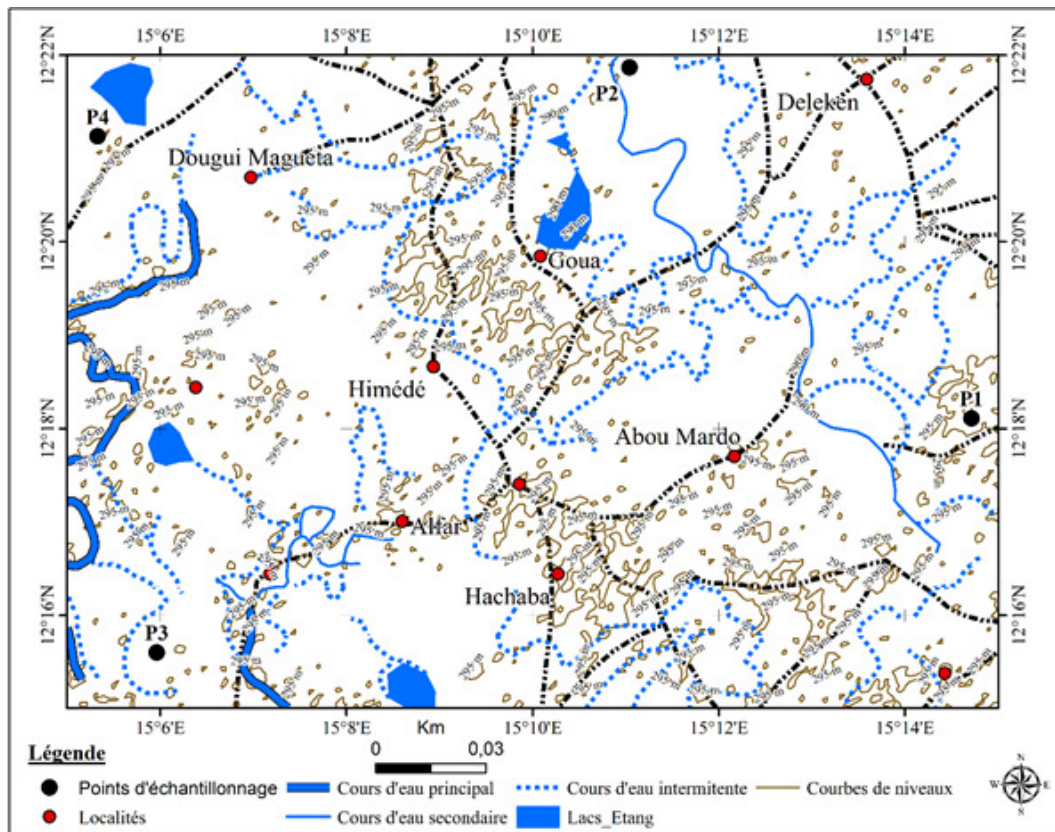 15°6'E 15°8'E 15°10'E 15°12'E 15°14'E
12°22'N 12°22'N
P2
Deleken
P4
Dougui Magueta
290 m
12°20'N 12°20'N
Goua
295 m
Himédé
P1
12°18'N 12°18'N
Abou Mardo
Alfar
Hachaba
12°16'N 12°16'N
P3
15°6'E 15°8'E 15°10'E 15°12'E 15°14'E
Légende
Km
0 0,03
Points d'échantillonnage Cours d'eau principal Cours d'eau intermitente Courbes de niveaux
Localités Cours d'eau secondaire Lacs_Etang
N
W E
S